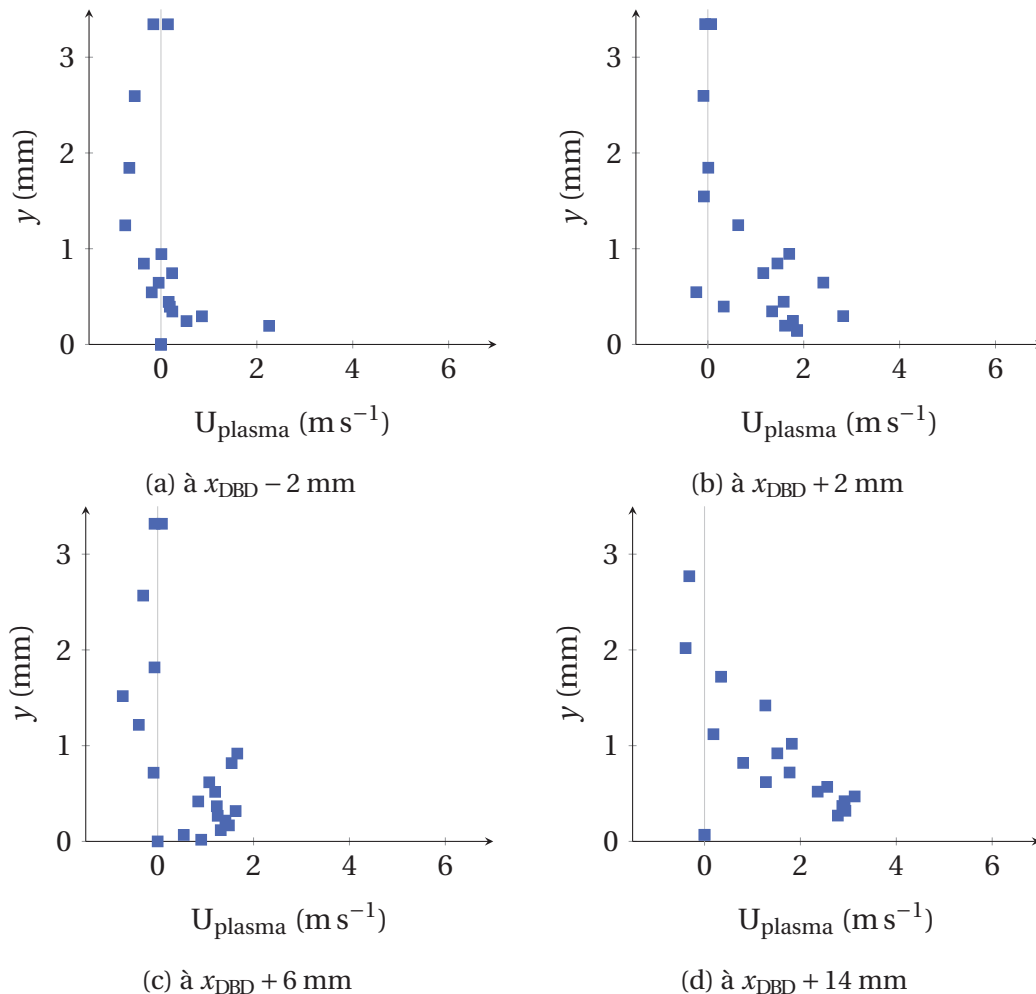 3
2
1
0
y (mm)
0 2 4 6
U_plasma (m s⁻¹)
(a) à x_DBD − 2 mm
3
2
1
0
y (mm)
0 2 4 6
U_plasma (m s⁻¹)
(b) à x_DBD + 2 mm
3
2
1
0
y (mm)
0 2 4 6
U_plasma (m s⁻¹)
(c) à x_DBD + 6 mm
3
2
1
0
y (mm)
0 2 4 6
U_plasma (m s⁻¹)
(d) à x_DBD + 14 mm